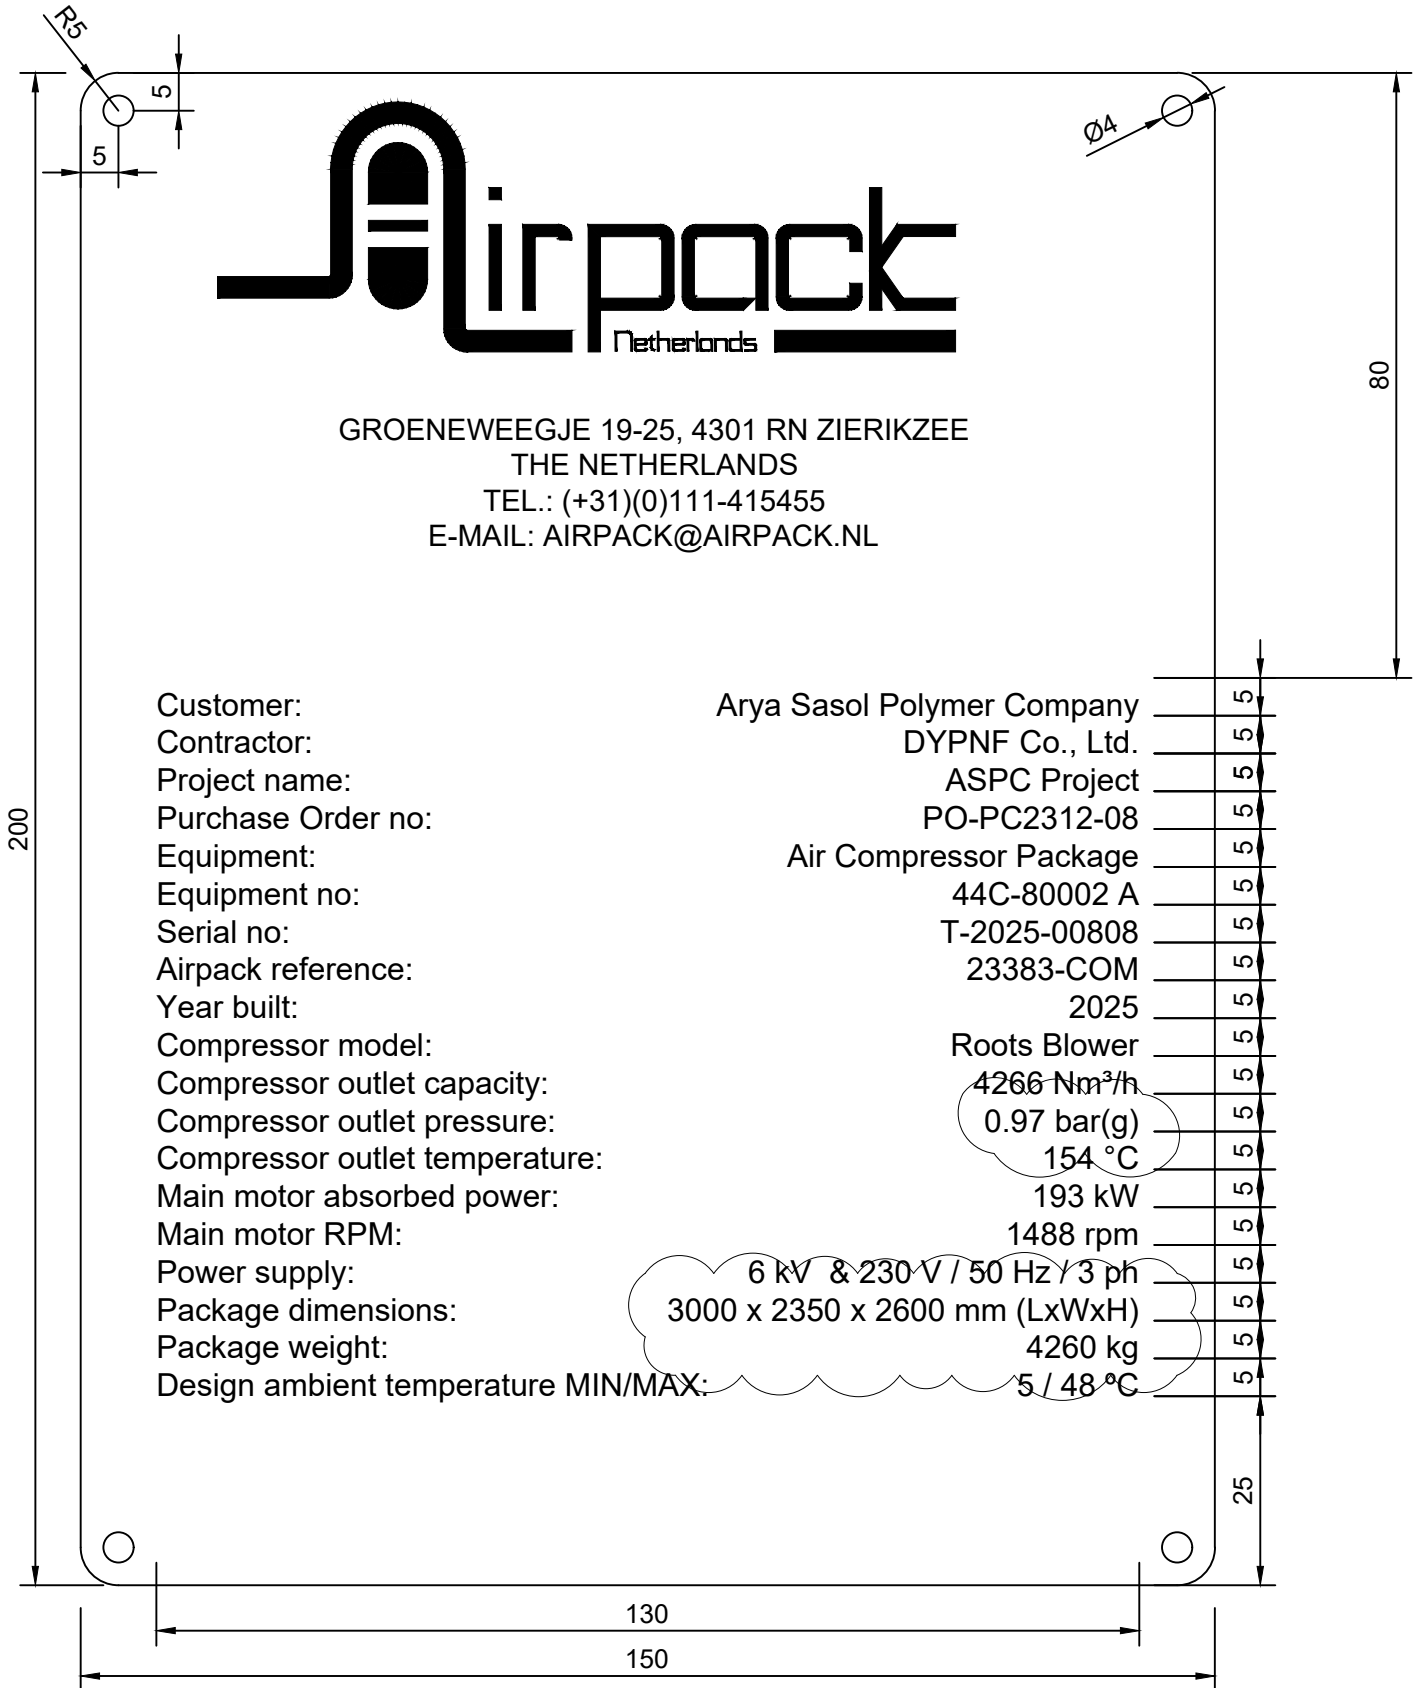 R5
5
5
Ø4
Airpack
Netherlands
80
GROENEWEEGJE 19-25, 4301 RN ZIERIKZEE
THE NETHERLANDS
TEL.: (+31)(0)111-415455
E-MAIL: AIRPACK@AIRPACK.NL
200
Customer: Arya Sasol Polymer Company 5
Contractor: DYPNF Co., Ltd. 5
Project name: ASPC Project 5
Purchase Order no: PO-PC2312-08 5
Equipment: Air Compressor Package 5
Equipment no: 44C-80002 A 5
Serial no: T-2025-00808 5
Airpack reference: 23383-COM 5
Year built: 2025 5
Compressor model: Roots Blower 5
Compressor outlet capacity: 4266 Nm³/h 5
Compressor outlet pressure: 0.97 bar(g) 5
Compressor outlet temperature: 154 °C 5
Main motor absorbed power: 193 kW 5
Main motor RPM: 1488 rpm 5
Power supply: 6 kV & 230 V / 50 Hz / 3 ph 5
Package dimensions: 3000 x 2350 x 2600 mm (LxWxH) 5
Package weight: 4260 kg 5
Design ambient temperature MIN/MAX: 5 / 48 ºC 5
25
130
150